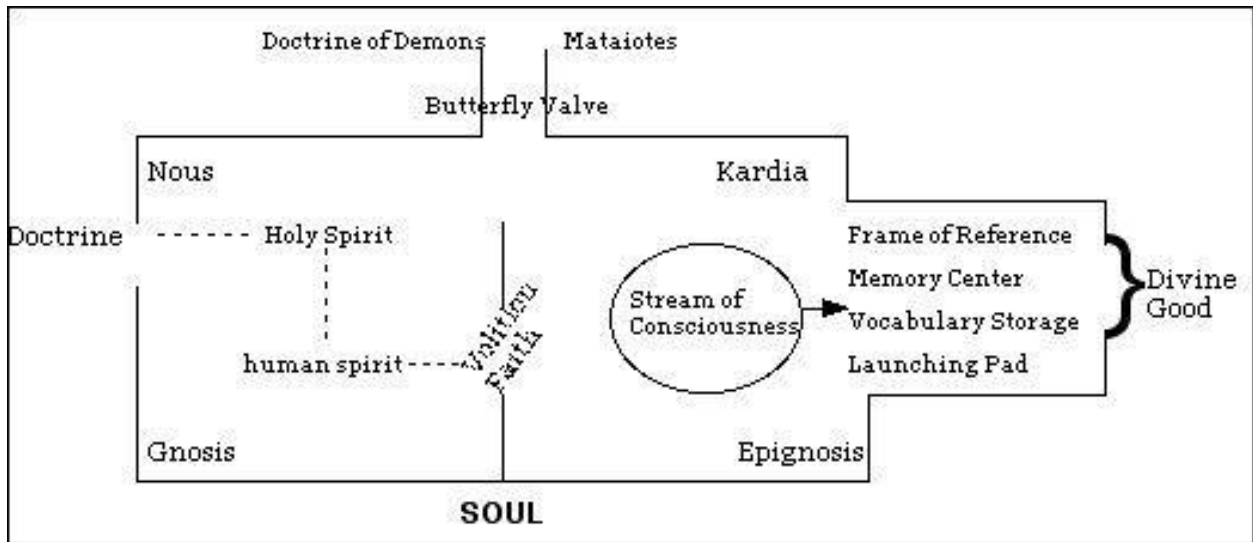 Doctrine of Demons
Mataiotes
Butterfly Valve
Nous
Kardia
Doctrine
Holy Spirit
Frame of Reference
Memory Center
Stream of
Consciousness
Vocabulary Storage
Divine
Good
Volition
Faith
human spirit
Launching Pad
Gnosis
Epignosis
SOUL